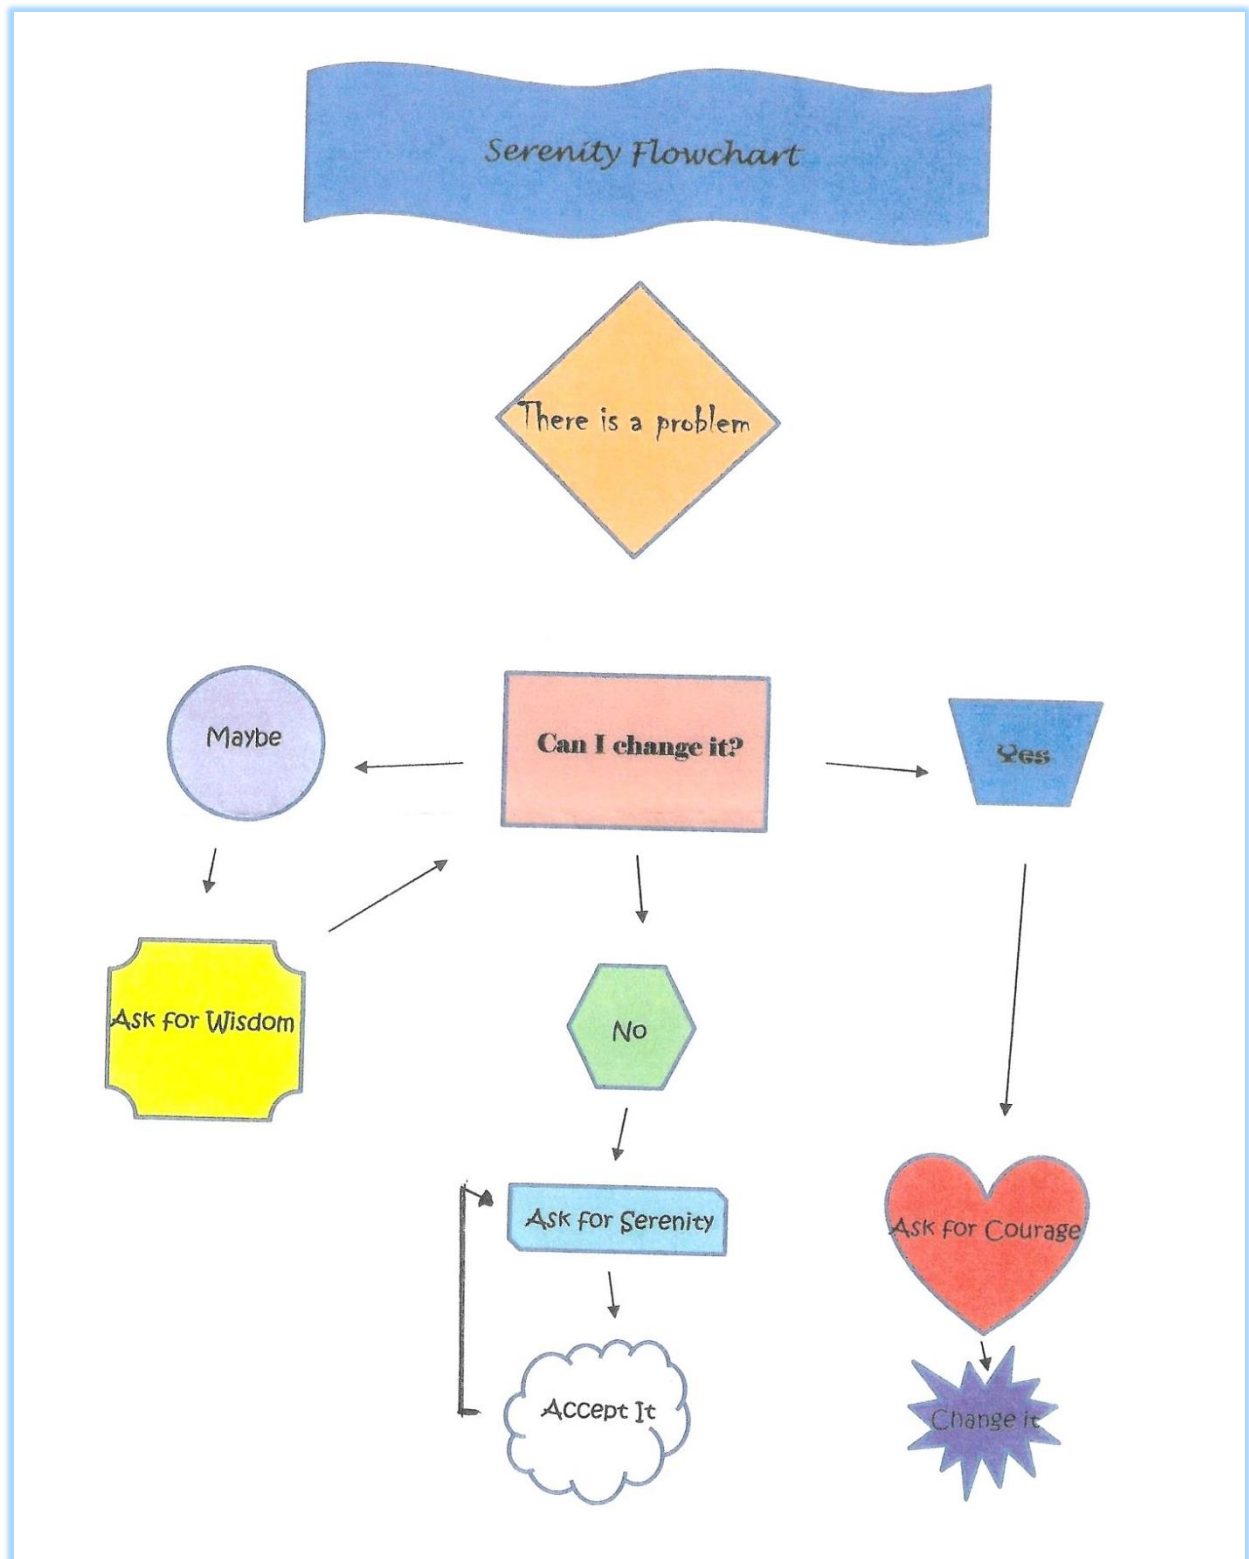 Serenity Flowchart
There is a problem
Maybe
Can I change it?
Yes
Ask for Wisdom
No
Ask for Serenity
Ask for Courage
Accept It
Change it